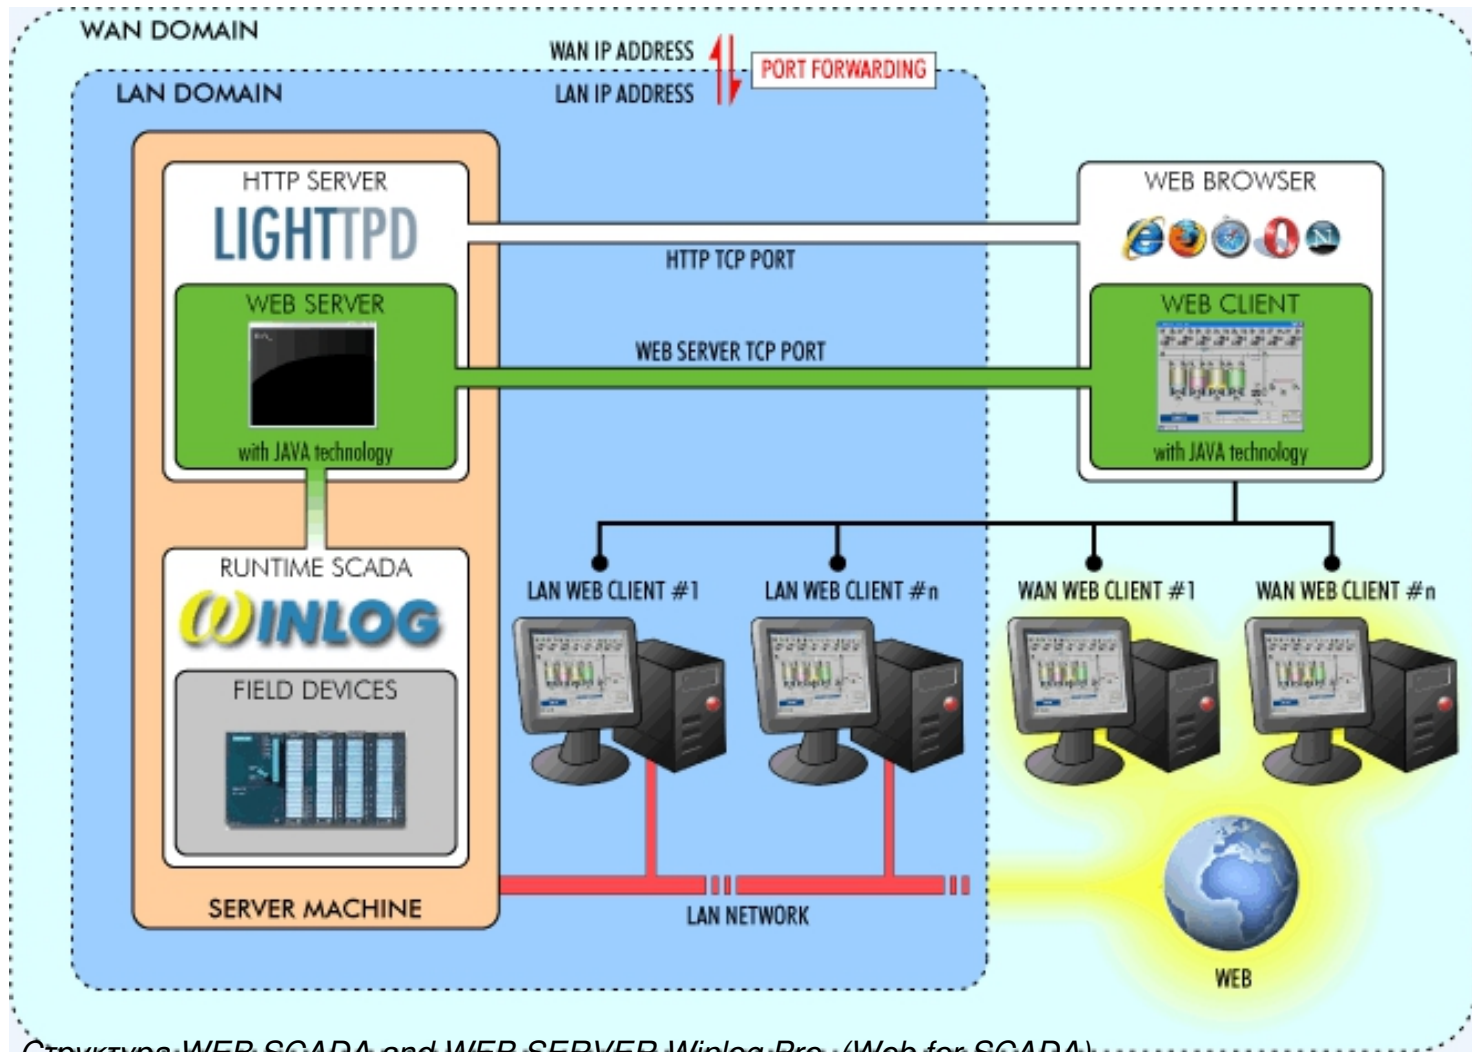 WAN DOMAIN
WAN IP ADDRESS
PORT FORWARDING
LAN DOMAIN
LAN IP ADDRESS
HTTP SERVER
LIGHTTPD
WEB BROWSER
HTTP TCP PORT
WEB SERVER
WEB CLIENT
WEB SERVER TCP PORT
with JAVA technology
with JAVA technology
RUNTIME SCADA
WINLOG
LAN WEB CLIENT #1
LAN WEB CLIENT #n
WAN WEB CLIENT #1
WAN WEB CLIENT #n
FIELD DEVICES
SERVER MACHINE
LAN NETWORK
WEB
Структура WEB SCADA and WEB SERVER Winlog Pro (Web for SCADA)